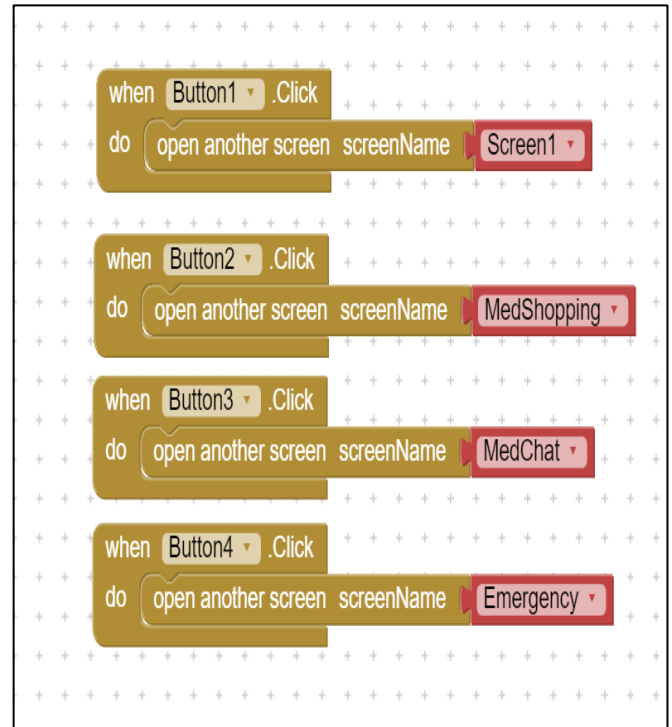 when Button1 .Click
do open another screen screenName Screen1
when Button2 .Click
do open another screen screenName MedShopping
when Button3 .Click
do open another screen screenName MedChat
when Button4 .Click
do open another screen screenName Emergency